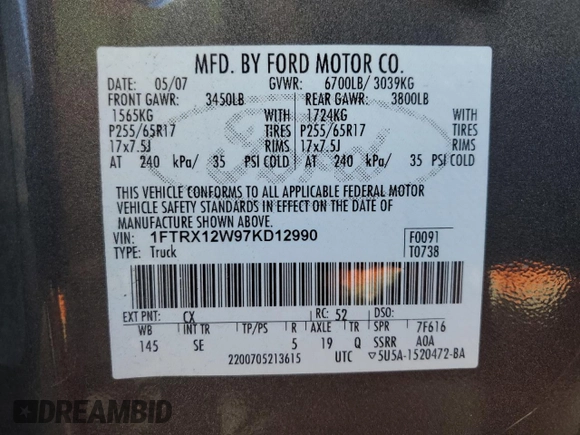 MFD. BY FORD MOTOR CO.
DATE: 05/07 GVWR: 6700LB/ 3039KG
FRONT GAWR: 3450LB REAR GAWR: 3800LB
1565KG WITH 1724KG WITH
P255/65R17 TIRES P255/65R17 TIRES
17x7.5J RIMS 17x7.5J RIMS
AT 240 kPa/ 35 PSI COLD AT 240 kPa/ 35 PSI COLD
THIS VEHICLE CONFORMS TO ALL APPLICABLE FEDERAL MOTOR
VEHICLE SAFETY STANDARDS IN EFFECT ON THE DATE OF
MANUFACTURE SHOWN ABOVE.
VIN: 1FTRX12W97KD12990 F0091
TYPE: Truck T0738
EXT PNT: CX RC: 52 DSO:
WB INT TR TP/PS R AXLE TR SPR 7F616
145 SE 5 19 Q SSRR AOA
2200705213615 UTC ▽5U5A-1520472-BA
Ford
DREAMBID